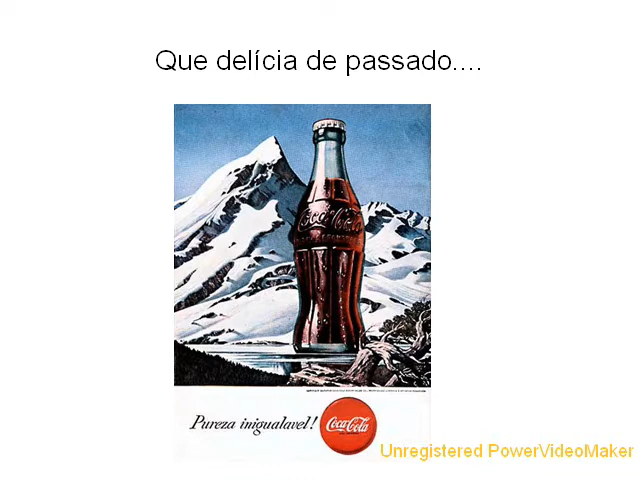 Que delícia de passado....
Coca-Cola
Pureza inigualavel!
Coca-Cola
Unregistered PowerVideoMaker